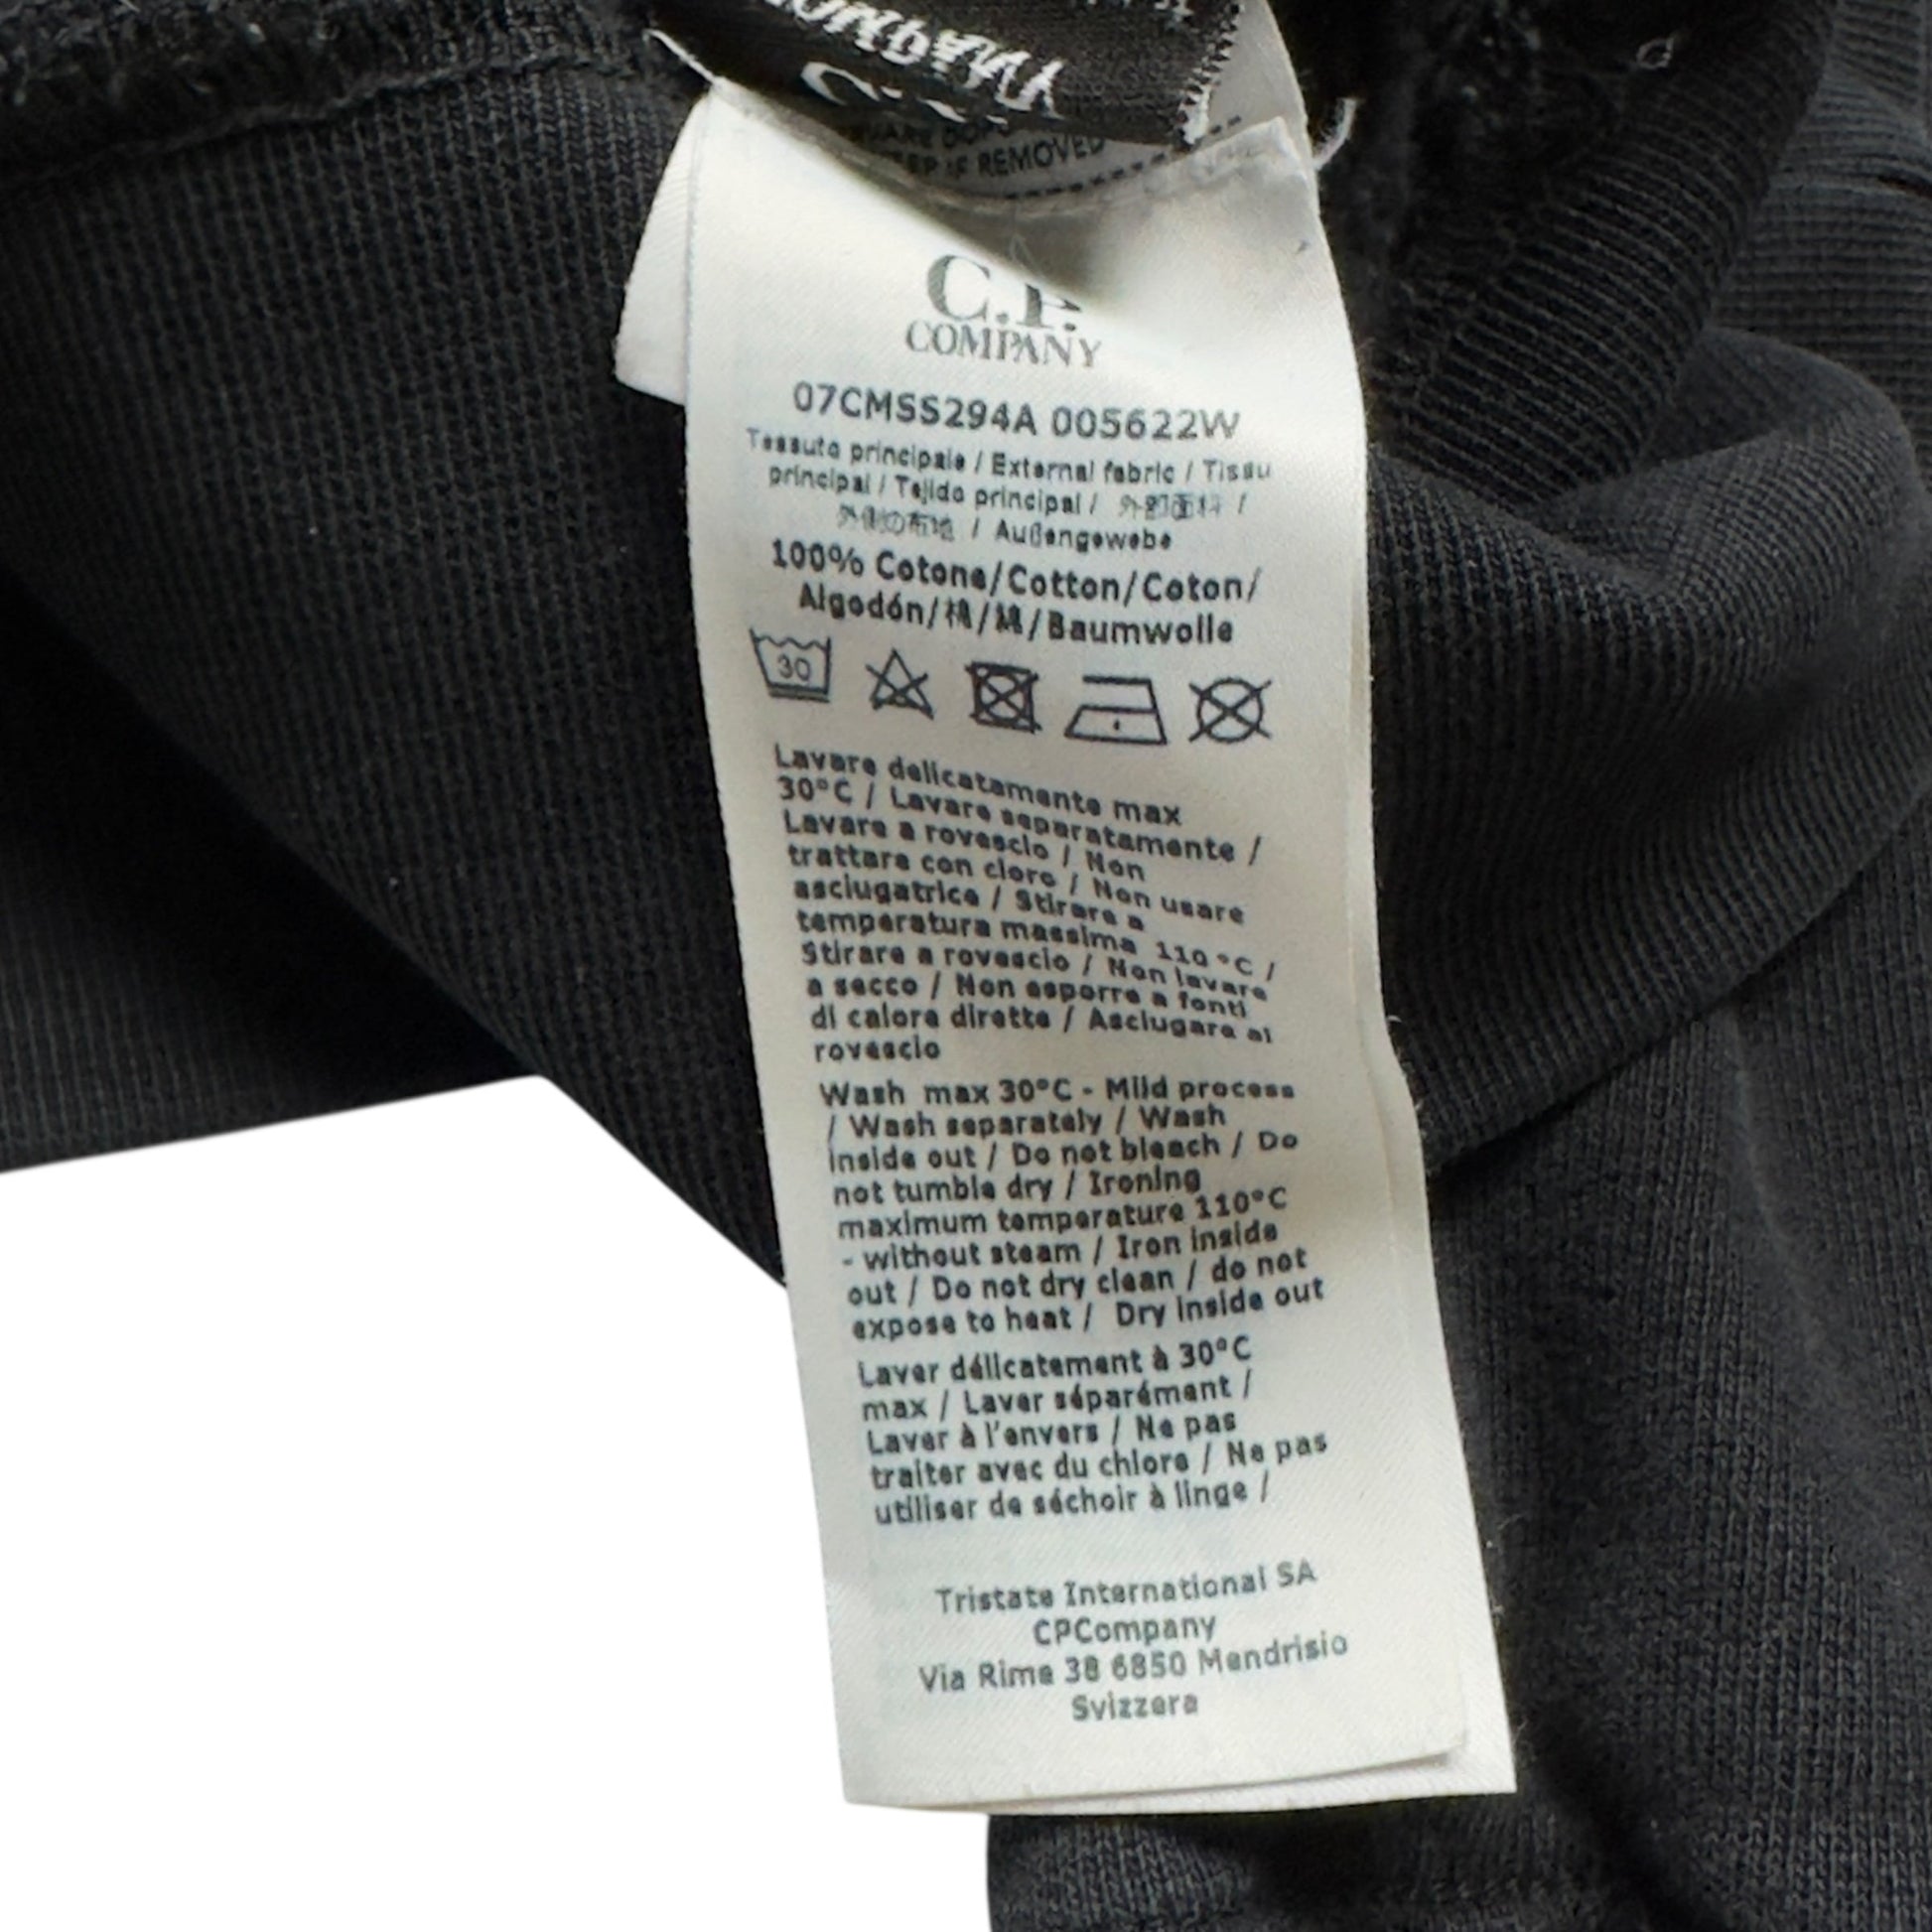 Company
IF REMOVED
C.P.
COMPANY
07CMSS294A 005622W
Tessuto principale / External fabric / Tissu
principal / Tejido principal / 外部面料 /
外側の布地 / Außengewebe
100% Cotone/Cotton/Coton/
Algodón/棉/綿/Baumwolle
30
Lavare delicatamente max
30°C / Lavare separatamente /
Lavare a rovescio / Non
trattare con cloro / Non usare
asciugatrice / Stirare a
temperatura massima 110°C /
Stirare a rovescio / Non lavare
a secco / Non esporre a fonti
di calore dirette / Asciugare al
rovescio
Wash max 30°C - Mild process
/ Wash separately / Wash
inside out / Do not bleach / Do
not tumble dry / Ironing
maximum temperature 110°C
- without steam / Iron inside
out / Do not dry clean / do not
expose to heat / Dry inside out
Laver délicatement à 30°C
max / Laver séparément /
Laver à l'envers / Ne pas
traiter avec du chlore / Ne pas
utiliser de séchoir à linge /
Tristate International SA
CPCompany
Via Rime 38 6850 Mendrisio
Svizzera